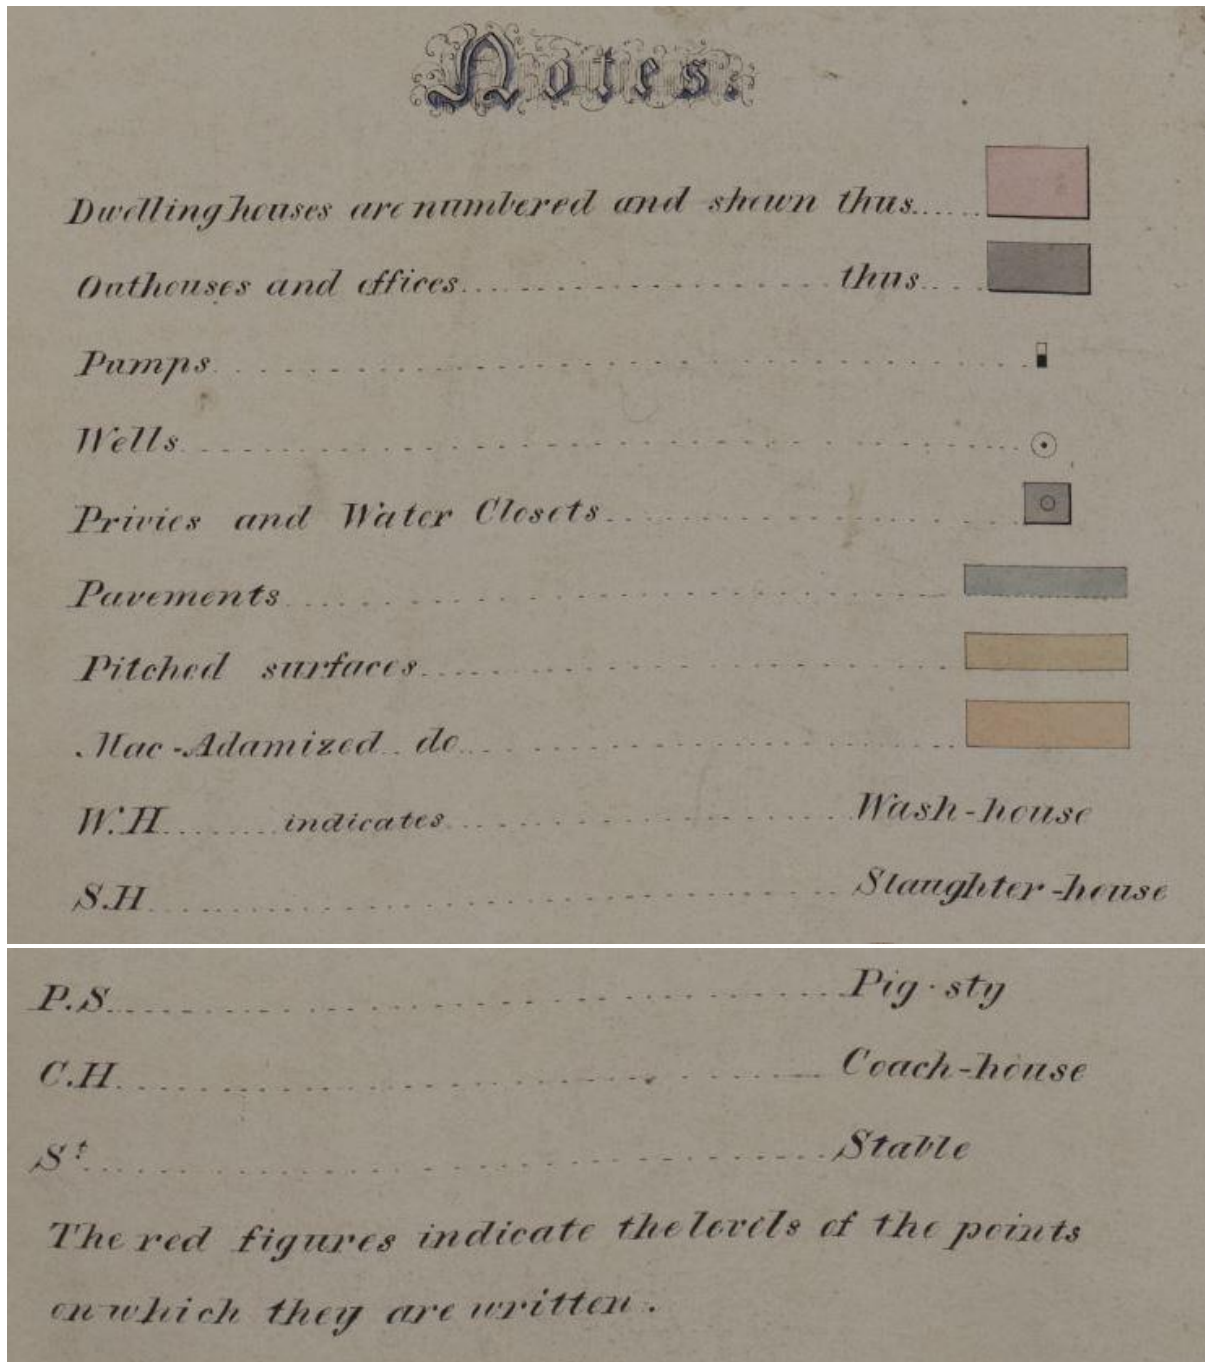 Notes.
Dwelling houses are numbered and shewn thus
Outhouses and offices thus
Pumps
Wells
Privies and Water Closets
Pavements
Pitched surfaces
Mac-Adamized do
W.H indicates Wash-house
S.H Slaughter-house
P.S Pig-sty
C.H Coach-house
St Stable
The red figures indicate the levels of the points
on which they are written.